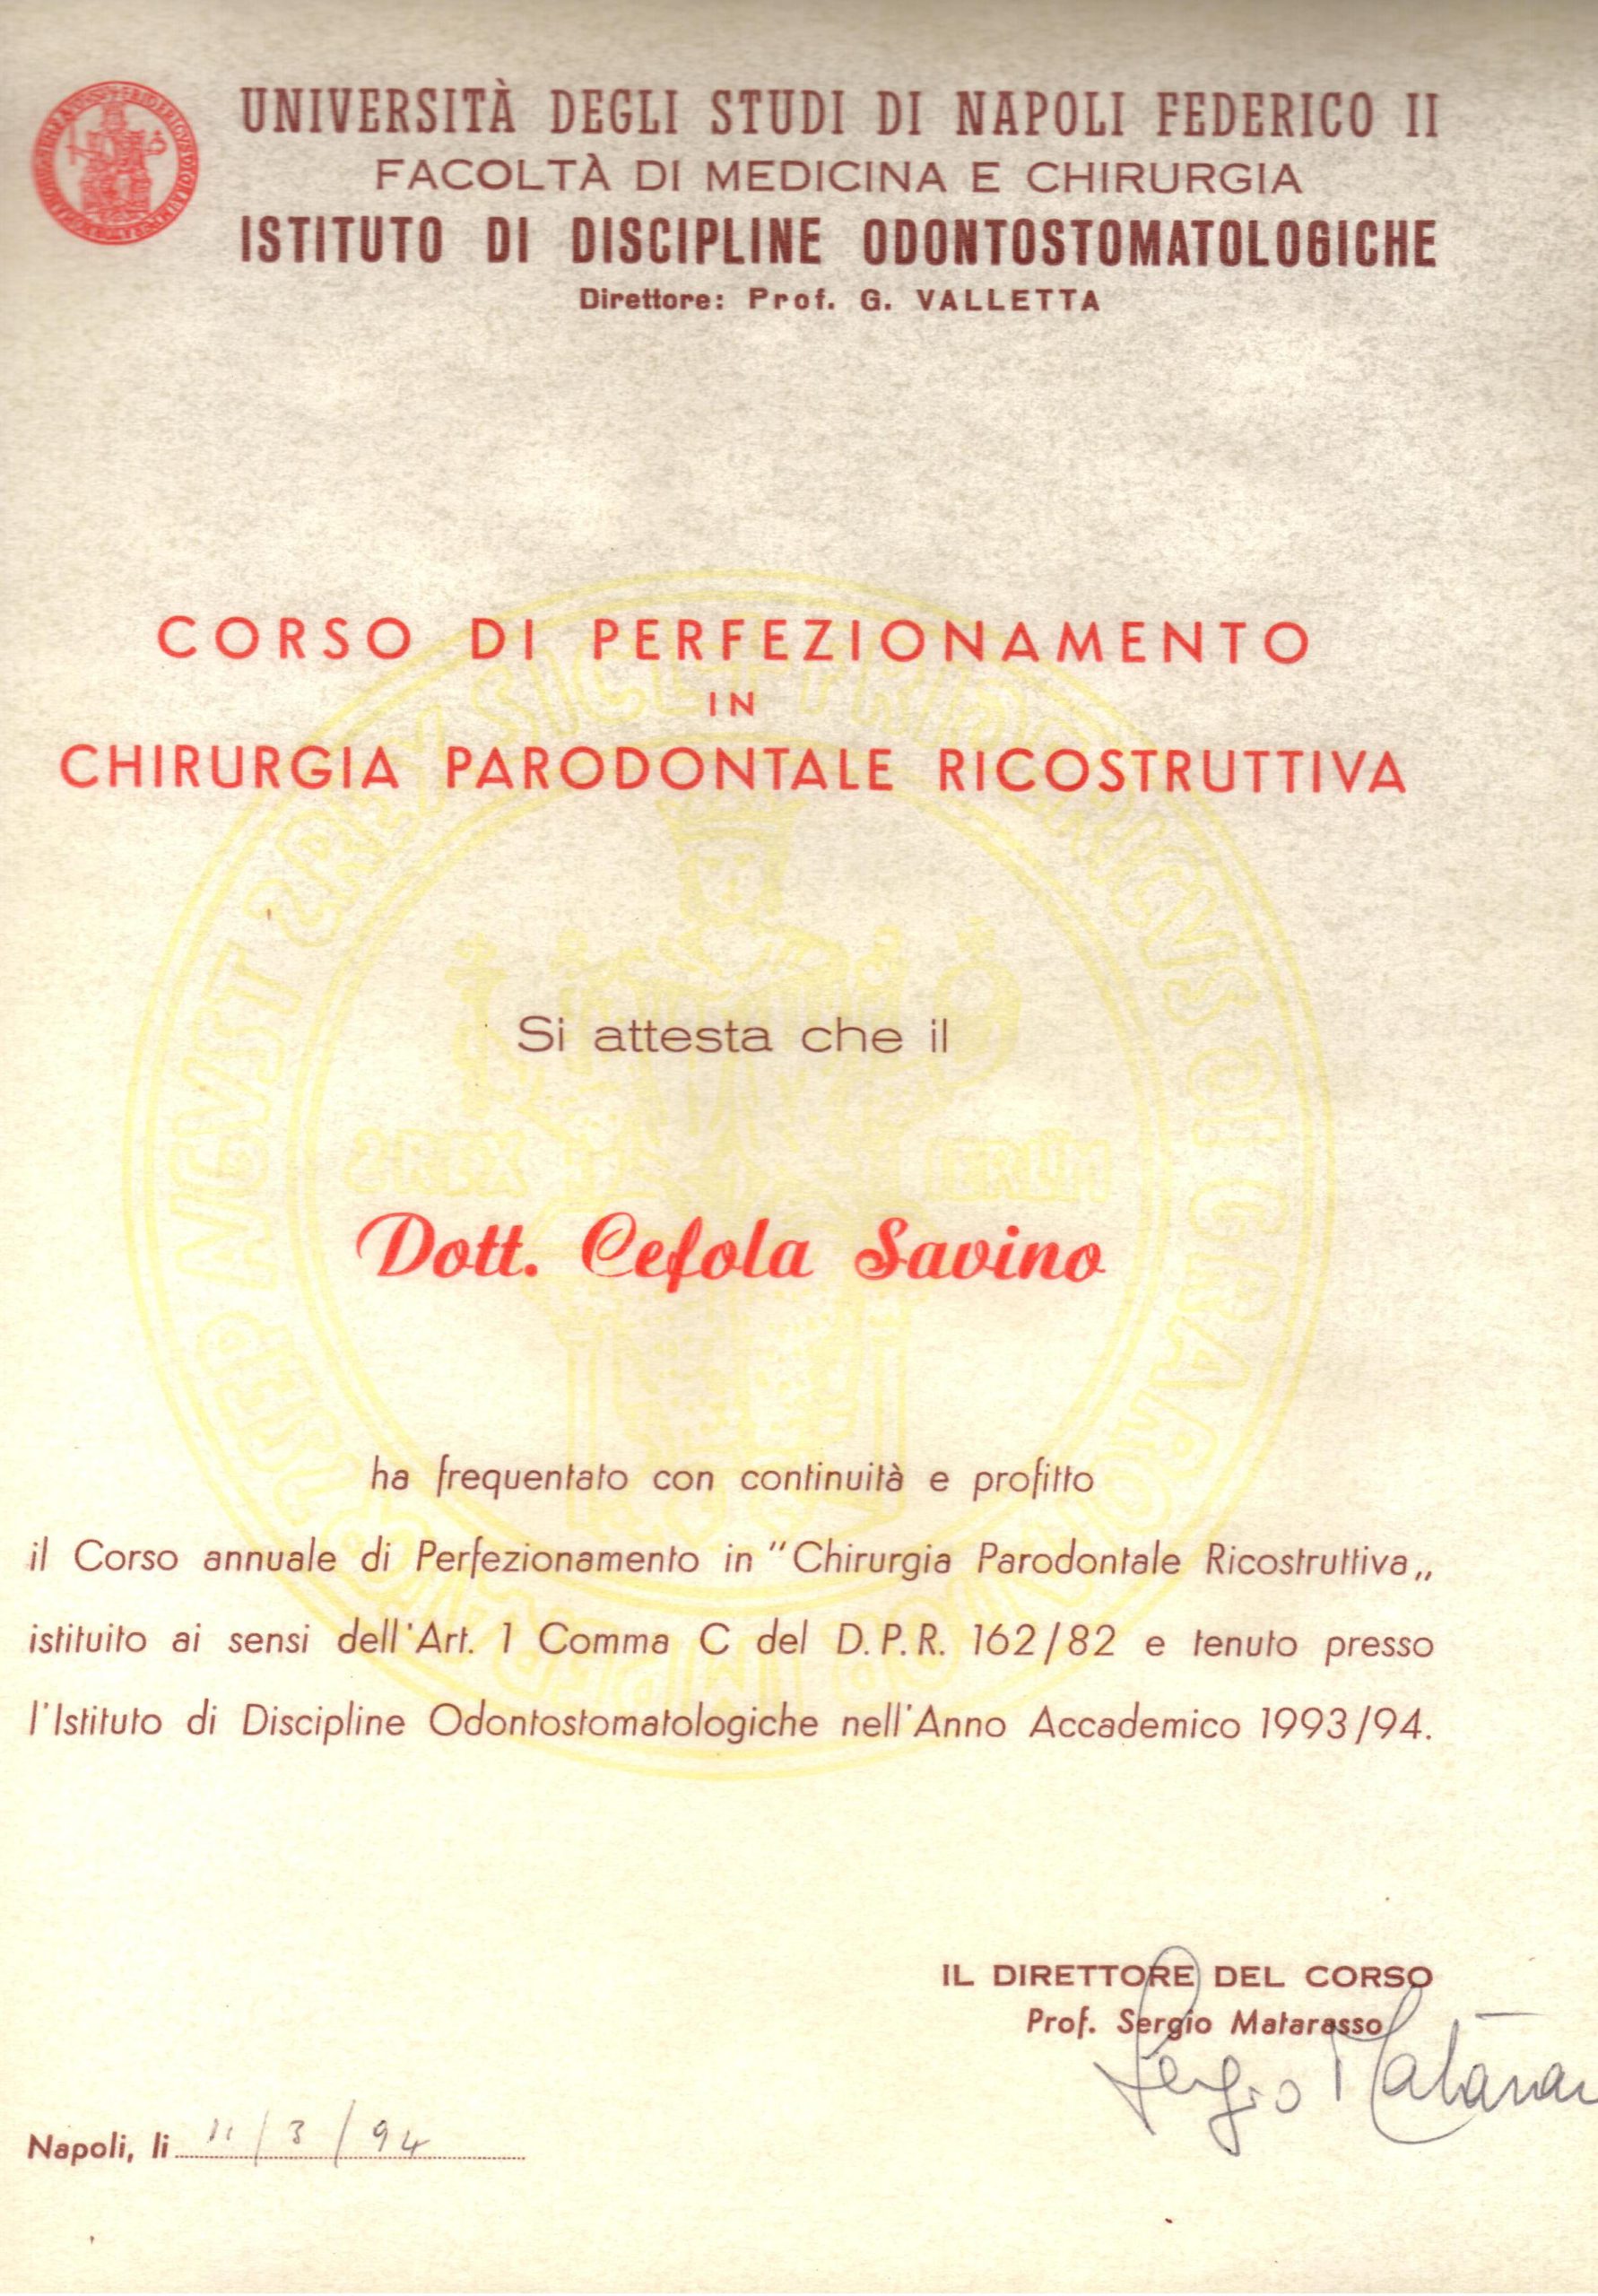 UNIVERSITÀ DEGLI STUDI DI NAPOLI FEDERICO II
FACOLTÀ DI MEDICINA E CHIRURGIA
ISTITUTO DI DISCIPLINE ODONTOSTOMATOLOGICHE
Direttore: Prof. G. VALLETTA
CORSO DI PERFEZIONAMENTO
IN
CHIRURGIA PARODONTALE RICOSTRUTTIVA
Si attesta che il
Dott. Cefola Savino
ha frequentato con continuità e profitto
il Corso annuale di Perfezionamento in "Chirurgia Parodontale Ricostruttiva„
istituito ai sensi dell'Art. 1 Comma C del D.P.R. 162/82 e tenuto presso
l'Istituto di Discipline Odontostomatologiche nell'Anno Accademico 1993/94.
IL DIRETTORE DEL CORSO
Prof. Sergio Matarasso
Sergio
Napoli, li 11/3/94